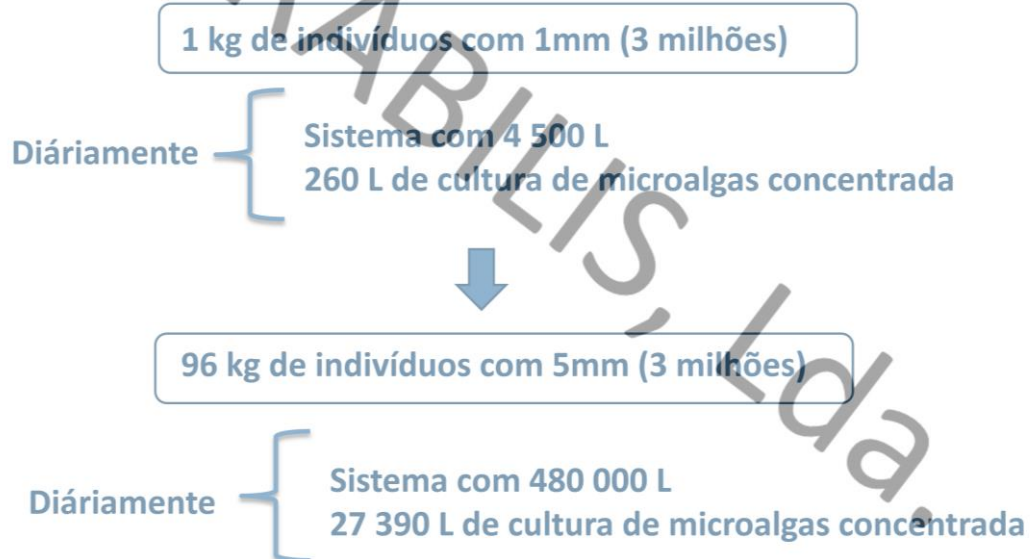 1 kg de indivíduos com 1mm (3 milhões)
Diáriamente
Sistema com 4 500 L
260 L de cultura de microalgas concentrada
96 kg de indivíduos com 5mm (3 milhões)
Diáriamente
Sistema com 480 000 L
27 390 L de cultura de microalgas concentrada
ABILIS, Lda.